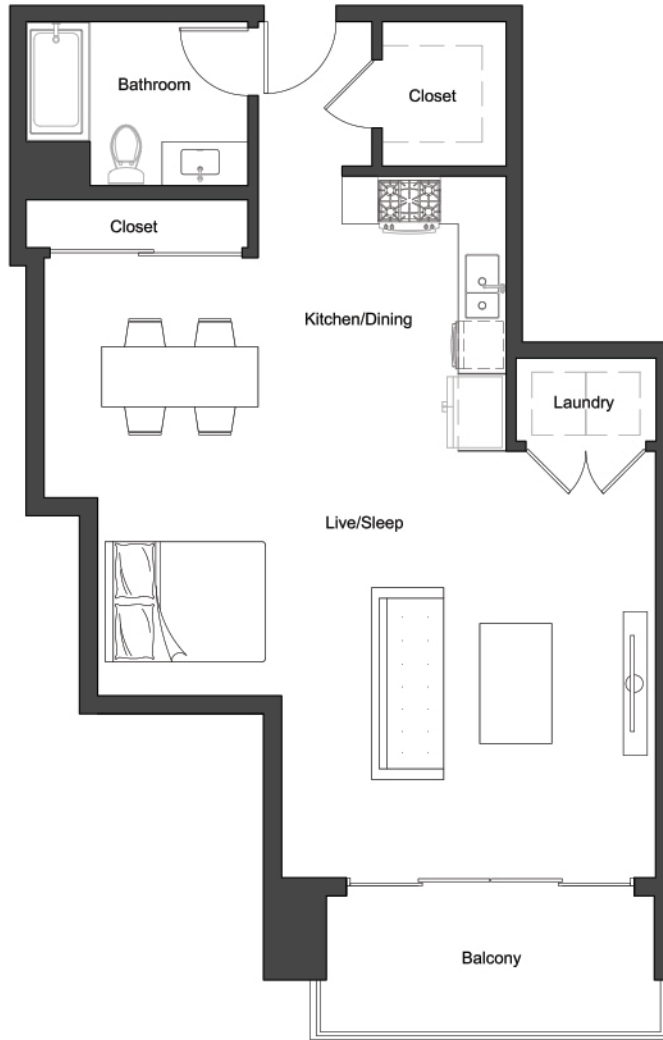 Bathroom
Closet
Closet
Kitchen/Dining
Laundry
Live/Sleep
Balcony